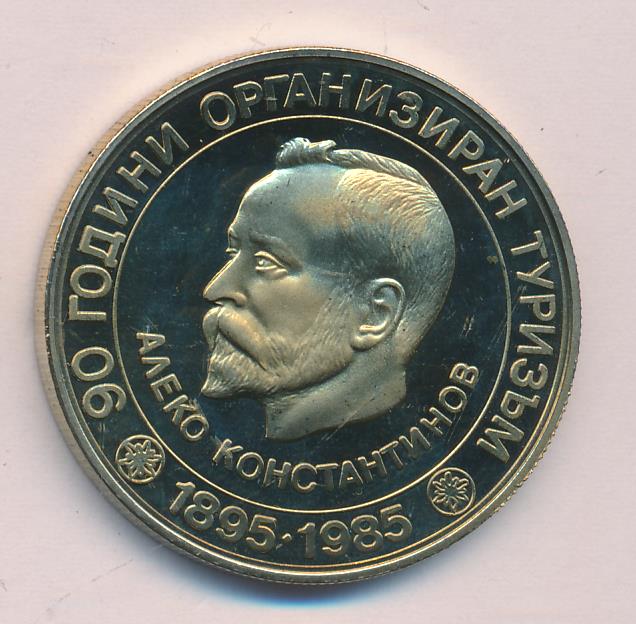 90 ГОДИНИ ОРГАНИЗИРАН ТУРИЗЪМ
АЛЕКО КОНСТАНТИНОВ
1895·1985